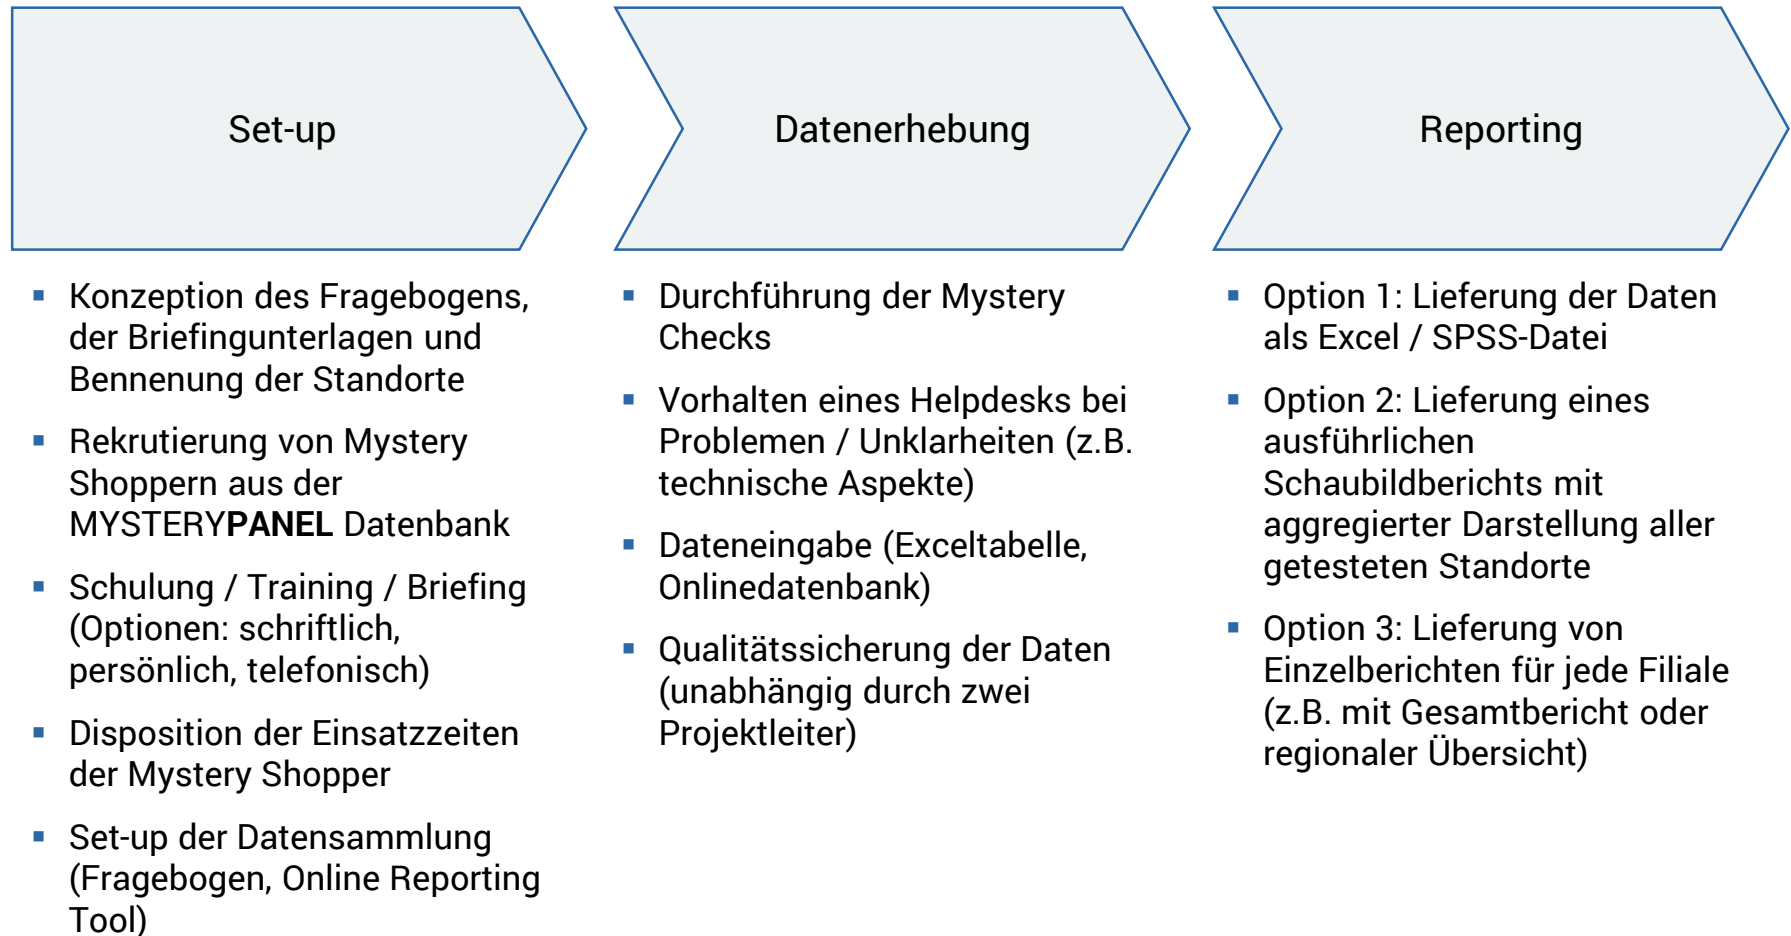 Set-up
Konzeption des Fragebogens,
der Briefingunterlagen und
Bennenung der Standorte
Rekrutierung von Mystery
Shoppern aus der
MYSTERYPANEL Datenbank
Schulung / Training / Briefing
(Optionen: schriftlich,
persönlich, telefonisch)
Disposition der Einsatzzeiten
der Mystery Shopper
Set-up der Datensammlung
(Fragebogen, Online Reporting
Tool)
Datenerhebung
Durchführung der Mystery
Checks
Vorhalten eines Helpdesks bei
Problemen / Unklarheiten (z.B.
technische Aspekte)
Dateneingabe (Exceltabelle,
Onlinedatenbank)
Qualitätssicherung der Daten
(unabhängig durch zwei
Projektleiter)
Reporting
Option 1: Lieferung der Daten
als Excel / SPSS-Datei
Option 2: Lieferung eines
ausführlichen
Schaubildberichts mit
aggregierter Darstellung aller
getesteten Standorte
Option 3: Lieferung von
Einzelberichten für jede Filiale
(z.B. mit Gesamtbericht oder
regionaler Übersicht)